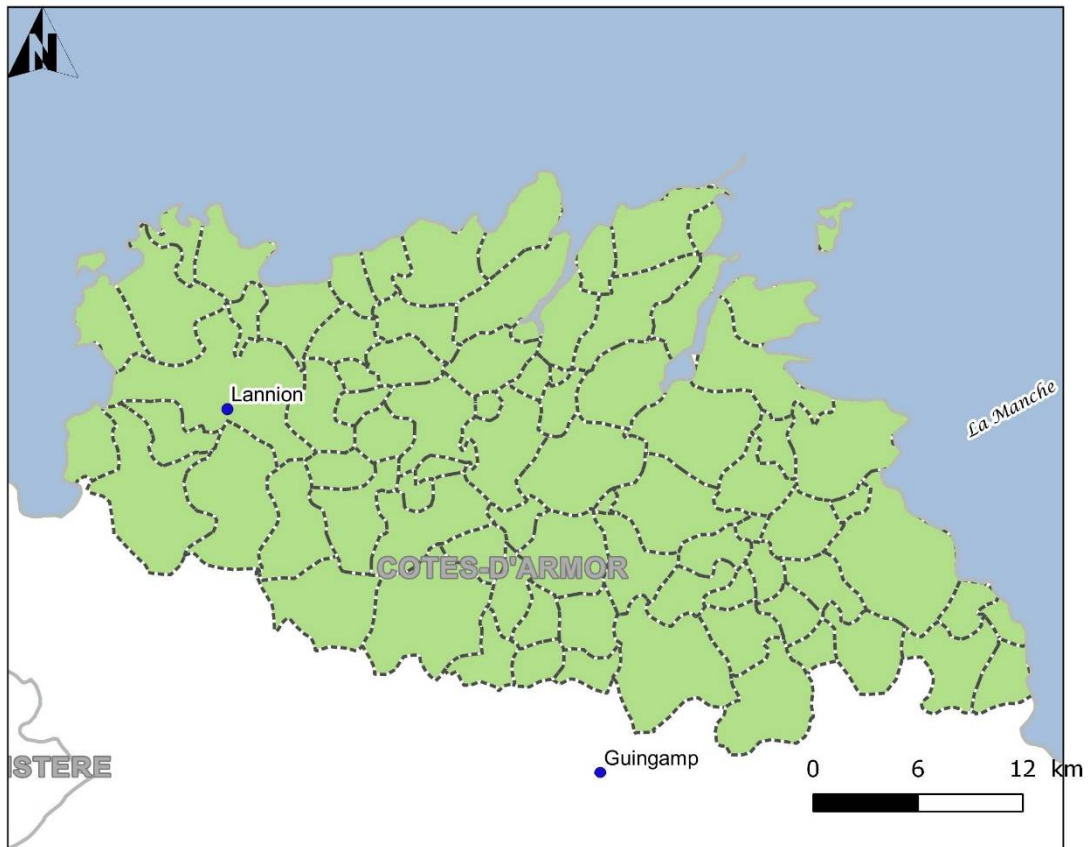 N
Lannion
La Manche
COTES-D'ARMOR
ISTERE
Guingamp
0 6 12 km